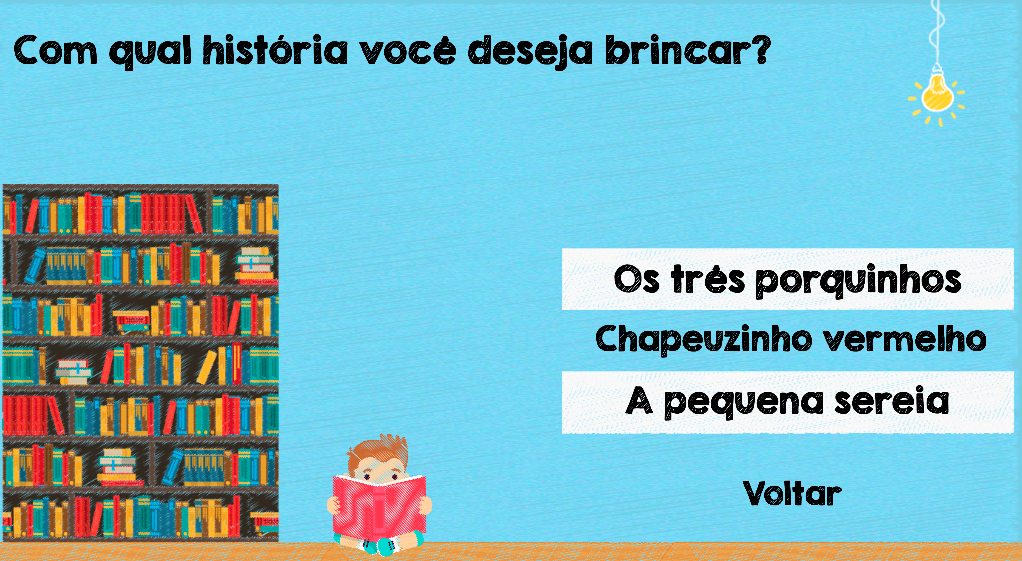 Com qual história você deseja brincar?
Os três porquinhos
Chapeuzinho vermelho
A pequena sereia
Voltar